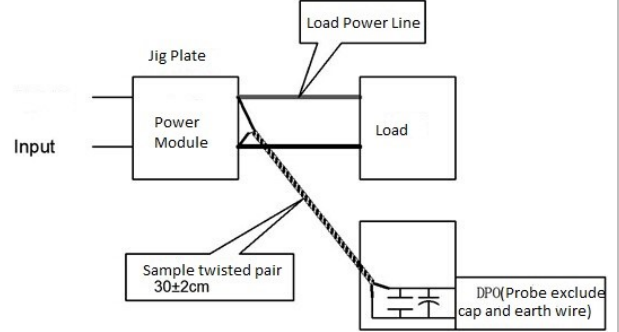 Load Power Line
Jig Plate
Power
Module
Load
Input
Sample twisted pair
30±2cm
DPO(Probe exclude
cap and earth wire)